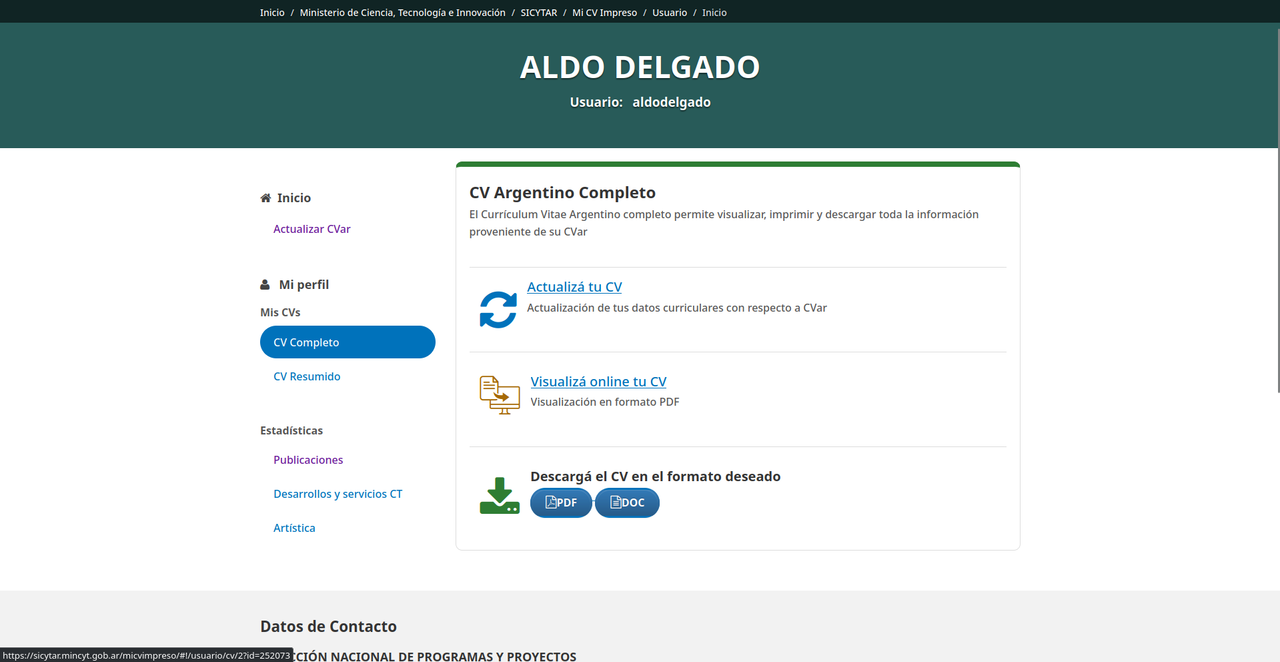 Inicio / Ministerio de Ciencia, Tecnología e Innovación / SICYTAR / Mi CV Impreso / Usuario / Inicio
ALDO DELGADO
Usuario: aldodelgado
Inicio
Actualizar CVar
Mi perfil
Mis CVs
CV Completo
CV Resumido
Estadísticas
Publicaciones
Desarrollos y servicios CT
Artística
CV Argentino Completo
El Currículum Vitae Argentino completo permite visualizar, imprimir y descargar toda la información
proveniente de su CVar
Actualizá tu CV
Actualización de tus datos curriculares con respecto a CVar
Visualizá online tu CV
Visualización en formato PDF
Descargá el CV en el formato deseado
PDF DOC
Datos de Contacto
CIÓN NACIONAL DE PROGRAMAS Y PROYECTOS
https://sicytar.mincyt.gob.ar/micvimpreso/#!/usuario/cv/2?id=252073